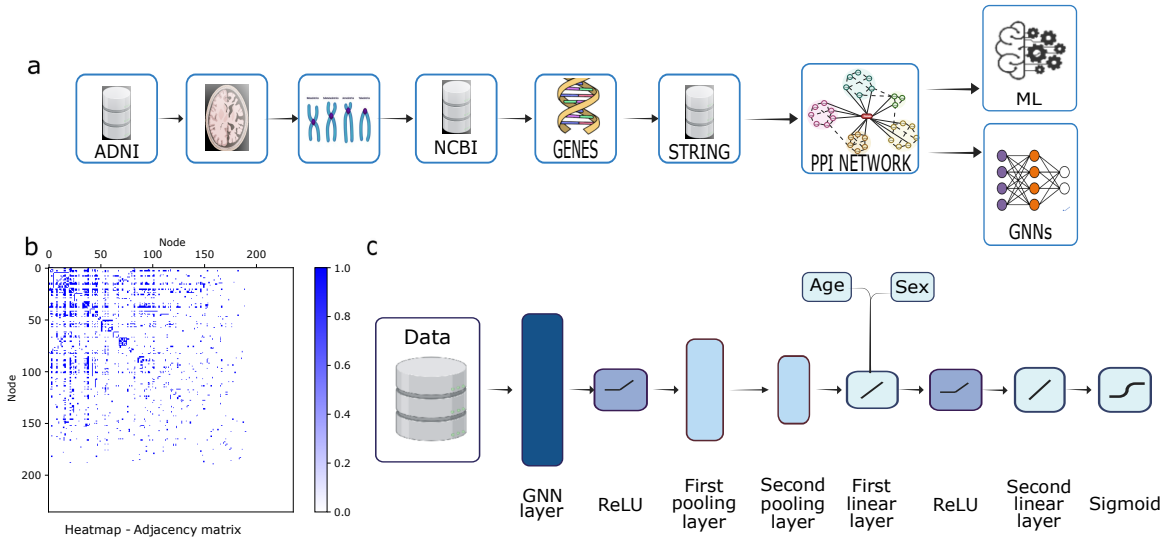 a
ADNI
NCBI
GENES
STRING
PPI NETWORK
ML
GNNs
b
Node
0 50 100 150 200
0
50
100
150
200
Node
1.0
0.8
0.6
0.4
0.2
0.0
Heatmap - Adjacency matrix
c
Age
Sex
Data
GNN
layer
ReLU
First
pooling
layer
Second
pooling
layer
First
linear
layer
ReLU
Second
linear
layer
Sigmoid